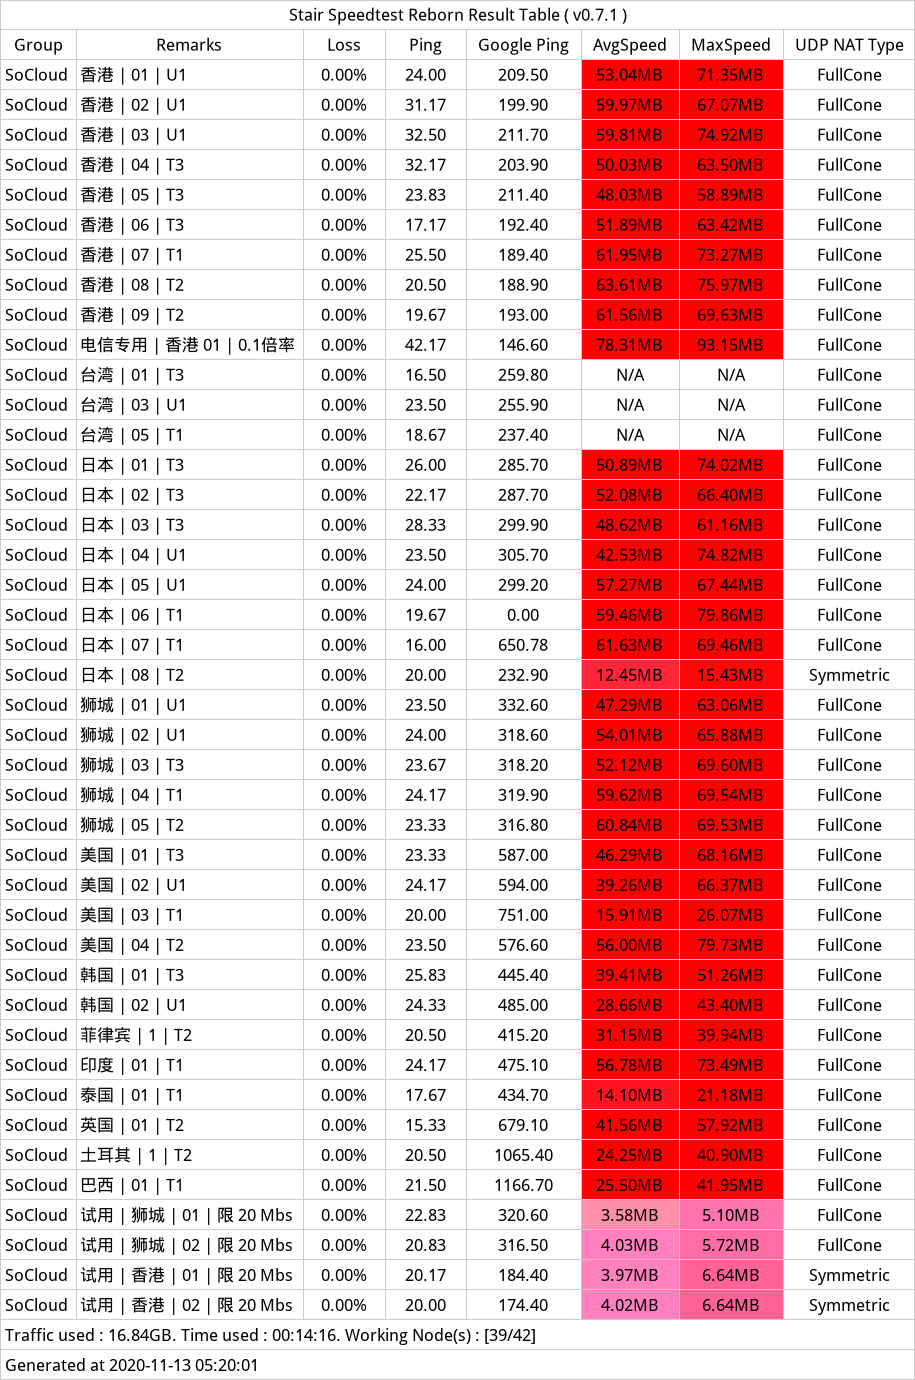 Stair Speedtest Reborn Result Table ( v0.7.1 )
Group Remarks Loss Ping Google Ping AvgSpeed MaxSpeed UDP NAT Type
SoCloud 香港 | 01 | U1 0.00% 24.00 209.50 53.04MB 71.35MB FullCone
SoCloud 香港 | 02 | U1 0.00% 31.17 199.90 59.97MB 67.07MB FullCone
SoCloud 香港 | 03 | U1 0.00% 32.50 211.70 59.81MB 74.92MB FullCone
SoCloud 香港 | 04 | T3 0.00% 32.17 203.90 50.03MB 63.50MB FullCone
SoCloud 香港 | 05 | T3 0.00% 23.83 211.40 48.03MB 58.89MB FullCone
SoCloud 香港 | 06 | T3 0.00% 17.17 192.40 51.89MB 63.42MB FullCone
SoCloud 香港 | 07 | T1 0.00% 25.50 189.40 61.95MB 73.27MB FullCone
SoCloud 香港 | 08 | T2 0.00% 20.50 188.90 63.61MB 75.97MB FullCone
SoCloud 香港 | 09 | T2 0.00% 19.67 193.00 61.56MB 69.63MB FullCone
SoCloud 电信专用 | 香港 01 | 0.1倍率 0.00% 42.17 146.60 78.31MB 93.15MB FullCone
SoCloud 台湾 | 01 | T3 0.00% 16.50 259.80 N/A N/A FullCone
SoCloud 台湾 | 03 | U1 0.00% 23.50 255.90 N/A N/A FullCone
SoCloud 台湾 | 05 | T1 0.00% 18.67 237.40 N/A N/A FullCone
SoCloud 日本 | 01 | T3 0.00% 26.00 285.70 50.89MB 74.02MB FullCone
SoCloud 日本 | 02 | T3 0.00% 22.17 287.70 52.08MB 66.40MB FullCone
SoCloud 日本 | 03 | T3 0.00% 28.33 299.90 48.62MB 61.16MB FullCone
SoCloud 日本 | 04 | U1 0.00% 23.50 305.70 42.53MB 74.82MB FullCone
SoCloud 日本 | 05 | U1 0.00% 24.00 299.20 57.27MB 67.44MB FullCone
SoCloud 日本 | 06 | T1 0.00% 19.67 0.00 59.46MB 79.86MB FullCone
SoCloud 日本 | 07 | T1 0.00% 16.00 650.78 61.63MB 69.46MB FullCone
SoCloud 日本 | 08 | T2 0.00% 20.00 232.90 12.45MB 15.43MB Symmetric
SoCloud 狮城 | 01 | U1 0.00% 23.50 332.60 47.29MB 63.06MB FullCone
SoCloud 狮城 | 02 | U1 0.00% 24.00 318.60 54.01MB 65.88MB FullCone
SoCloud 狮城 | 03 | T3 0.00% 23.67 318.20 52.12MB 69.60MB FullCone
SoCloud 狮城 | 04 | T1 0.00% 24.17 319.90 59.62MB 69.54MB FullCone
SoCloud 狮城 | 05 | T2 0.00% 23.33 316.80 60.84MB 69.53MB FullCone
SoCloud 美国 | 01 | T3 0.00% 23.33 587.00 46.29MB 68.16MB FullCone
SoCloud 美国 | 02 | U1 0.00% 24.17 594.00 39.26MB 66.37MB FullCone
SoCloud 美国 | 03 | T1 0.00% 20.00 751.00 15.91MB 26.07MB FullCone
SoCloud 美国 | 04 | T2 0.00% 23.50 576.60 56.00MB 79.73MB FullCone
SoCloud 韩国 | 01 | T3 0.00% 25.83 445.40 39.41MB 51.26MB FullCone
SoCloud 韩国 | 02 | U1 0.00% 24.33 485.00 28.66MB 43.40MB FullCone
SoCloud 菲律宾 | 1 | T2 0.00% 20.50 415.20 31.15MB 39.94MB FullCone
SoCloud 印度 | 01 | T1 0.00% 24.17 475.10 56.78MB 73.49MB FullCone
SoCloud 泰国 | 01 | T1 0.00% 17.67 434.70 14.10MB 21.18MB FullCone
SoCloud 英国 | 01 | T2 0.00% 15.33 679.10 41.56MB 57.92MB FullCone
SoCloud 土耳其 | 1 | T2 0.00% 20.50 1065.40 24.25MB 40.90MB FullCone
SoCloud 巴西 | 01 | T1 0.00% 21.50 1166.70 25.50MB 41.95MB FullCone
SoCloud 试用 | 狮城 | 01 | 限 20 Mbs 0.00% 22.83 320.60 3.58MB 5.10MB FullCone
SoCloud 试用 | 狮城 | 02 | 限 20 Mbs 0.00% 20.83 316.50 4.03MB 5.72MB FullCone
SoCloud 试用 | 香港 | 01 | 限 20 Mbs 0.00% 20.17 184.40 3.97MB 6.64MB Symmetric
SoCloud 试用 | 香港 | 02 | 限 20 Mbs 0.00% 20.00 174.40 4.02MB 6.64MB Symmetric
Traffic used : 16.84GB. Time used : 00:14:16. Working Node(s) : [39/42]
Generated at 2020-11-13 05:20:01